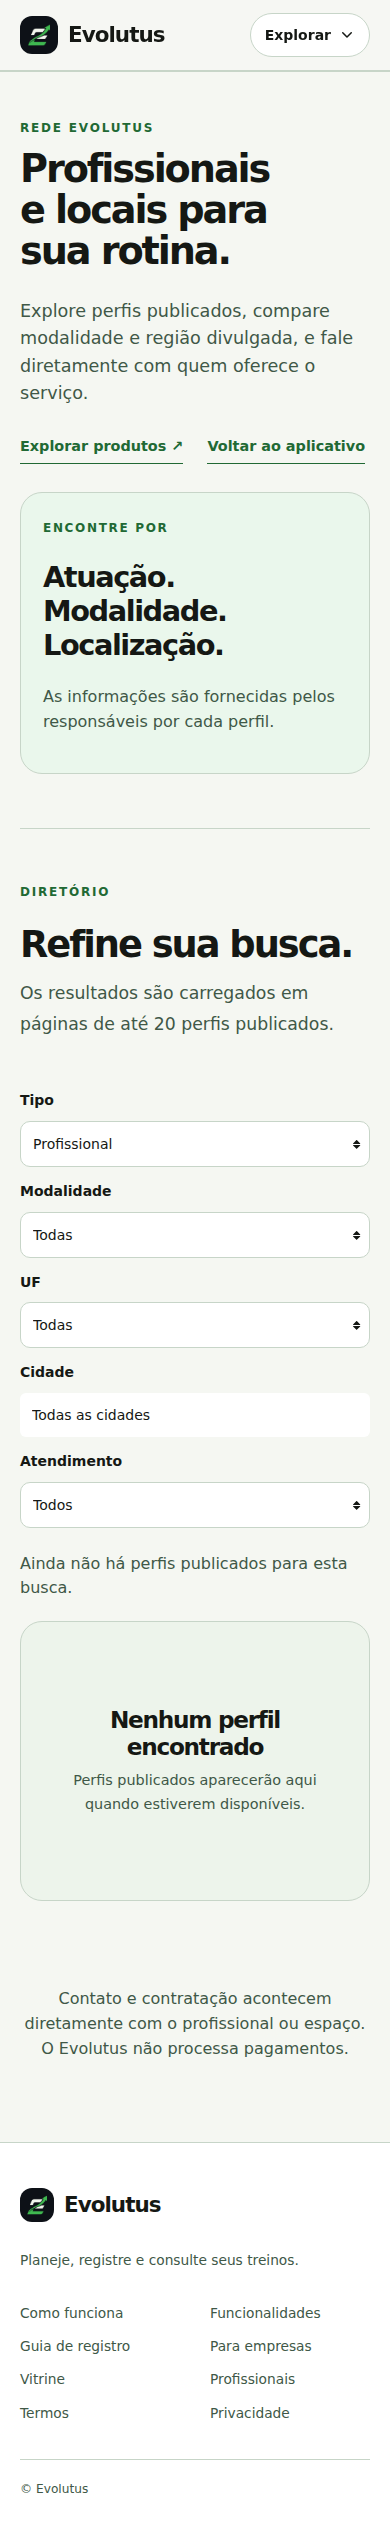 Evolutus
Explorar
REDE EVOLUTUS
Profissionais
e locais para
sua rotina.
Explore perfis publicados, compare
modalidade e região divulgada, e fale
diretamente com quem oferece o
serviço.
Explorar produtos ↗ Voltar ao aplicativo
ENCONTRE POR
Atuação.
Modalidade.
Localização.
As informações são fornecidas pelos
responsáveis por cada perfil.
DIRETÓRIO
Refine sua busca.
Os resultados são carregados em
páginas de até 20 perfis publicados.
Tipo
Profissional
Modalidade
Todas
UF
Todas
Cidade
Todas as cidades
Atendimento
Todos
Ainda não há perfis publicados para esta
busca.
Nenhum perfil
encontrado
Perfis publicados aparecerão aqui
quando estiverem disponíveis.
Contato e contratação acontecem
diretamente com o profissional ou espaço.
O Evolutus não processa pagamentos.
Evolutus
Planeje, registre e consulte seus treinos.
Como funciona Funcionalidades
Guia de registro Para empresas
Vitrine Profissionais
Termos Privacidade
© Evolutus